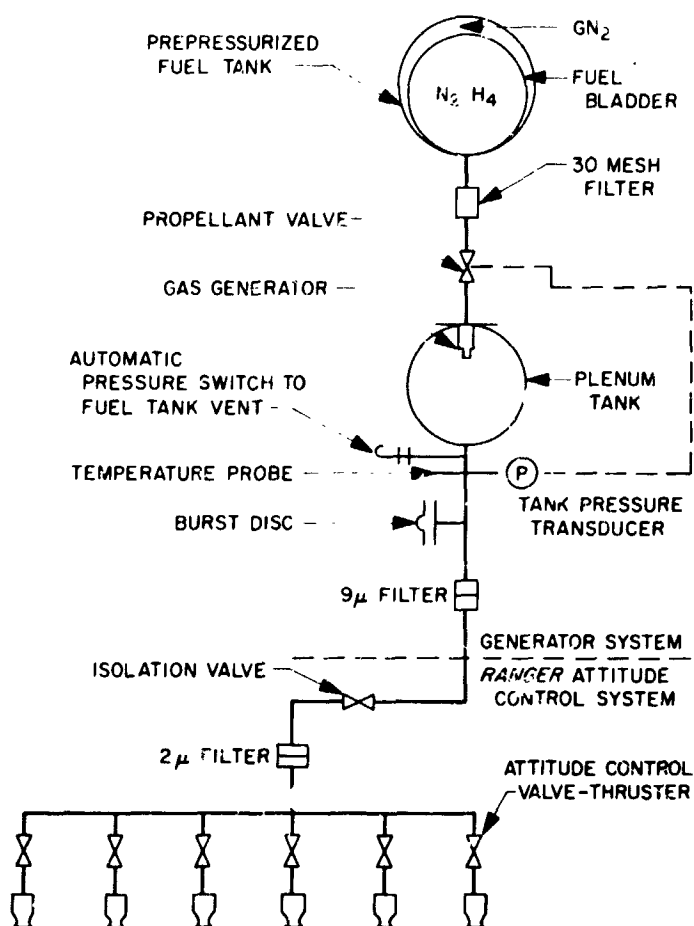 GN2
PREPRESSURIZED
FUEL TANK
N2 H4
FUEL
BLADDER
30 MESH
FILTER
PROPELLANT VALVE
GAS GENERATOR
AUTOMATIC
PRESSURE SWITCH TO
FUEL TANK VENT
PLENUM
TANK
TEMPERATURE PROBE
P
TANK PRESSURE
TRANSDUCER
BURST DISC
9μ FILTER
GENERATOR SYSTEM
RANGER ATTITUDE
CONTROL SYSTEM
ISOLATION VALVE
2μ FILTER
ATTITUDE CONTROL
VALVE-THRUSTER